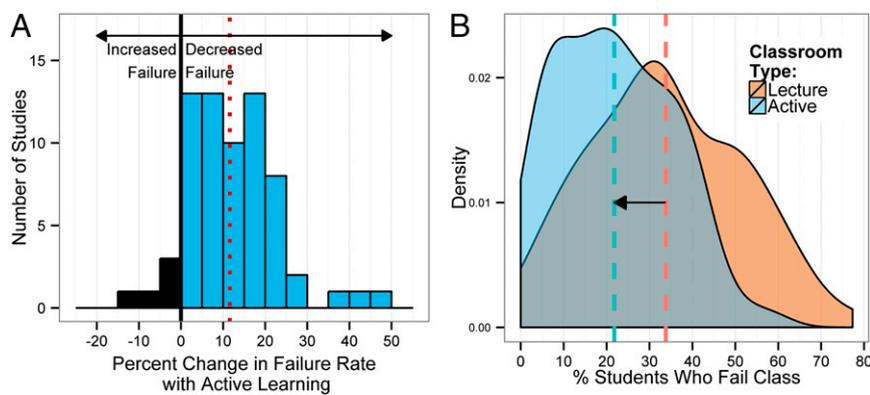 A
Increased Decreased
Failure Failure
Number of Studies
15
10
5
0
-20 -10 0 10 20 30 40 50
Percent Change in Failure Rate
with Active Learning
B
Classroom
Type:
Lecture
Active
Density
0.02
0.01
0.00
0 10 20 30 40 50 60 70 80
% Students Who Fail Class